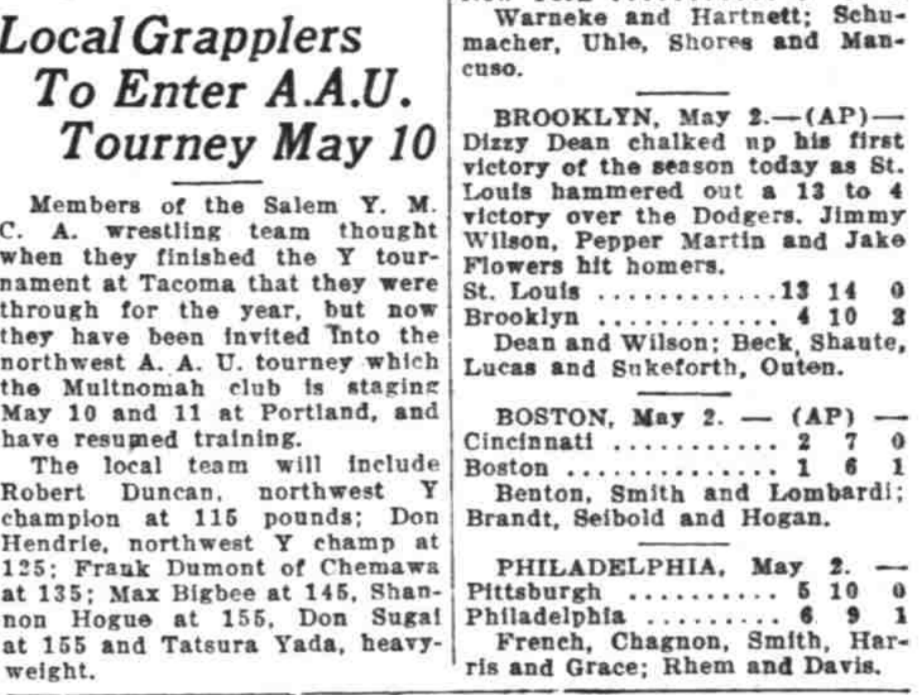 Local Grapplers
To Enter A.A.U.
Tourney May 10
Members of the Salem Y. M.
C. A. wrestling team thought
when they finished the Y tour-
nament at Tacoma that they were
through for the year, but now
they have been invited into the
northwest A. A. U. tourney which
the Multnomah club is staging
May 10 and 11 at Portland, and
have resumed training.
The local team will include
Robert Duncan, northwest Y
champion at 115 pounds; Don
Hendrie, northwest Y champ at
125; Frank Dumont of Chemawa
at 135; Max Bigbee at 145, Shan-
non Hogue at 155, Don Sugai
at 155 and Tatsura Yada, heavy-
weight.
Warneke and Hartnett; Schu-
macher, Uhle, Shores and Man-
cuso.
BROOKLYN, May 2.—(AP)—
Dizzy Dean chalked up his first
victory of the season today as St.
Louis hammered out a 13 to 4
victory over the Dodgers. Jimmy
Wilson, Pepper Martin and Jake
Flowers hit homers.
St. Louis ............13 14 0
Brooklyn ............ 4 10 2
Dean and Wilson; Beck, Shaute,
Lucas and Sukeforth, Outen.
BOSTON, May 2. — (AP) —
Cincinnati ........... 2 7 0
Boston .............. 1 6 1
Benton, Smith and Lombardi;
Brandt, Seibold and Hogan.
PHILADELPHIA, May 2. —
Pittsburgh .......... 5 10 0
Philadelphia ......... 6 9 1
French, Chagnon, Smith, Har-
ris and Grace; Rhem and Davis.